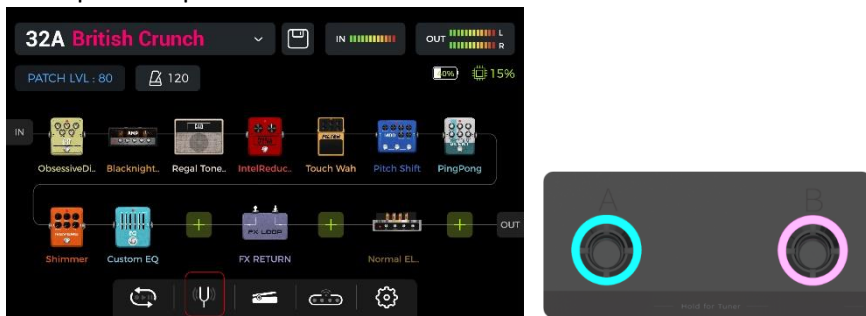 32A British Crunch
IN
OUT
L
R
PATCH LVL : 80
120
15%
IN
ObsessiveDi..
Blacknight..
Regal Tone..
IntelReduc..
Touch Wah
Pitch Shift
PingPong
FX LOOP
OUT
Shimmer
Custom EQ
FX RETURN
Normal EL..
A
B
Hold for Tuner